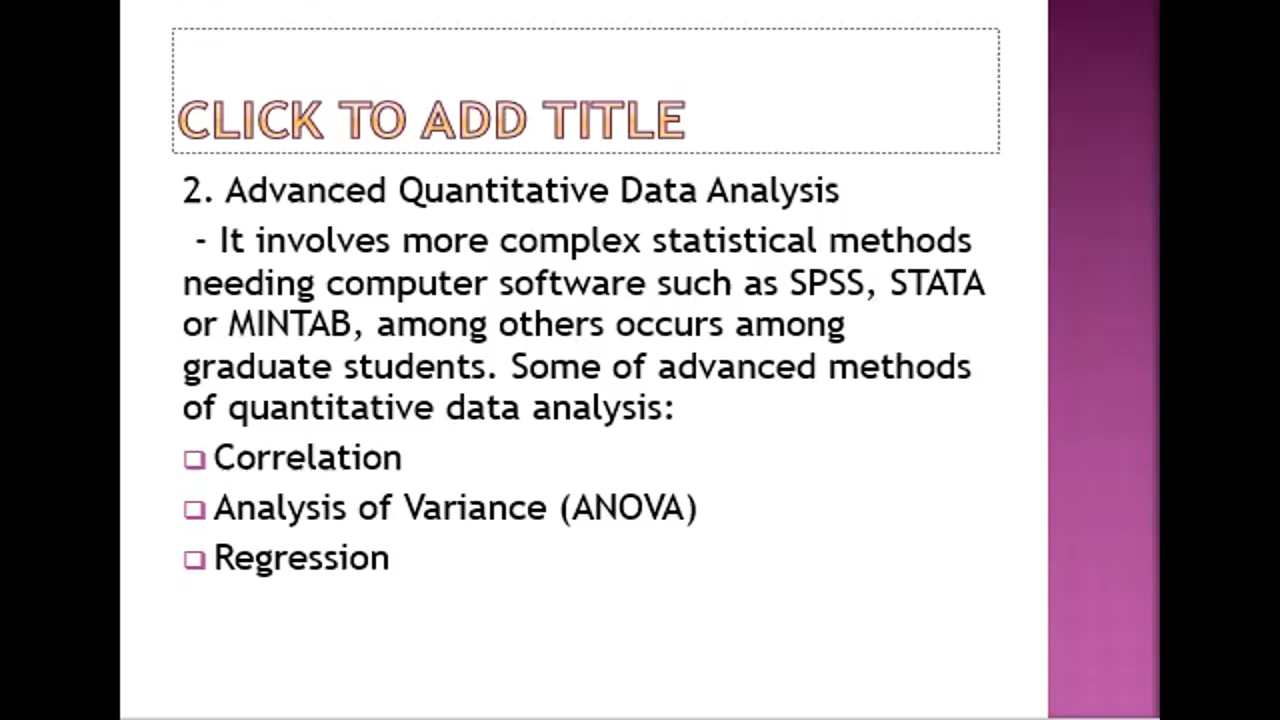 CLICK TO ADD TITLE
2. Advanced Quantitative Data Analysis
- It involves more complex statistical methods
needing computer software such as SPSS, STATA
or MINTAB, among others occurs among
graduate students. Some of advanced methods
of quantitative data analysis:
Correlation
Analysis of Variance (ANOVA)
Regression